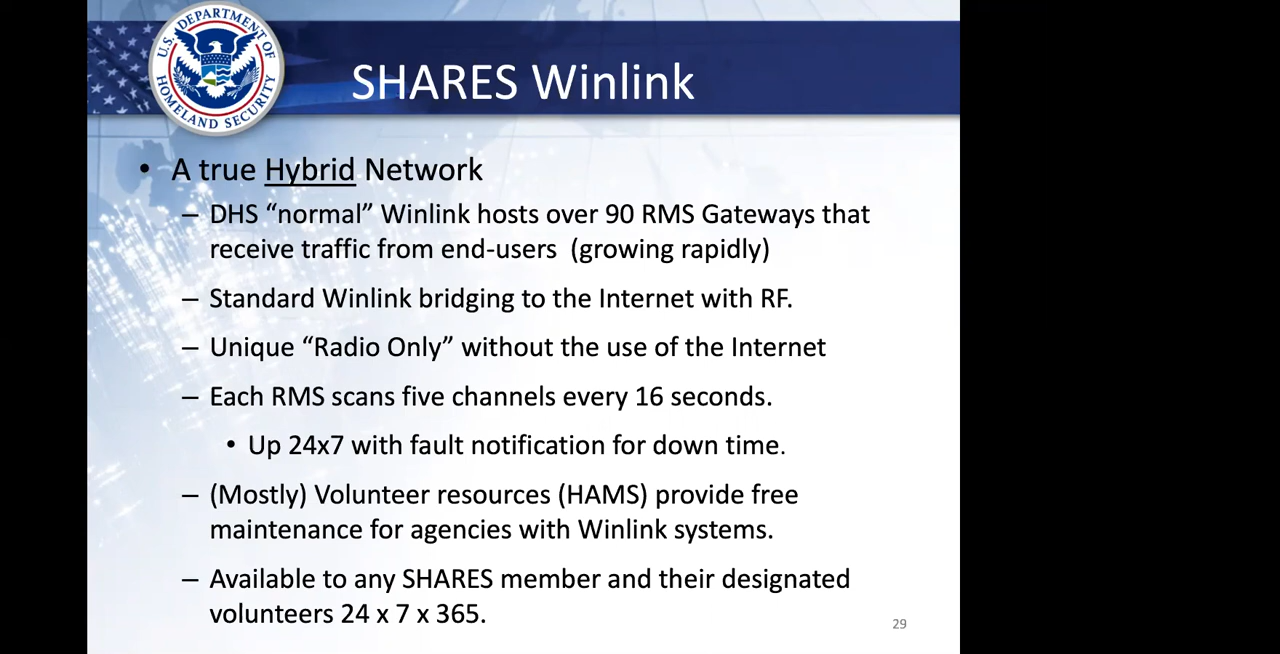 U.S. DEPARTMENT OF
HOMELAND SECURITY
SHARES Winlink
• A true Hybrid Network
– DHS “normal” Winlink hosts over 90 RMS Gateways that
receive traffic from end-users (growing rapidly)
– Standard Winlink bridging to the Internet with RF.
– Unique “Radio Only” without the use of the Internet
– Each RMS scans five channels every 16 seconds.
• Up 24x7 with fault notification for down time.
– (Mostly) Volunteer resources (HAMS) provide free
maintenance for agencies with Winlink systems.
– Available to any SHARES member and their designated
volunteers 24 x 7 x 365.
29